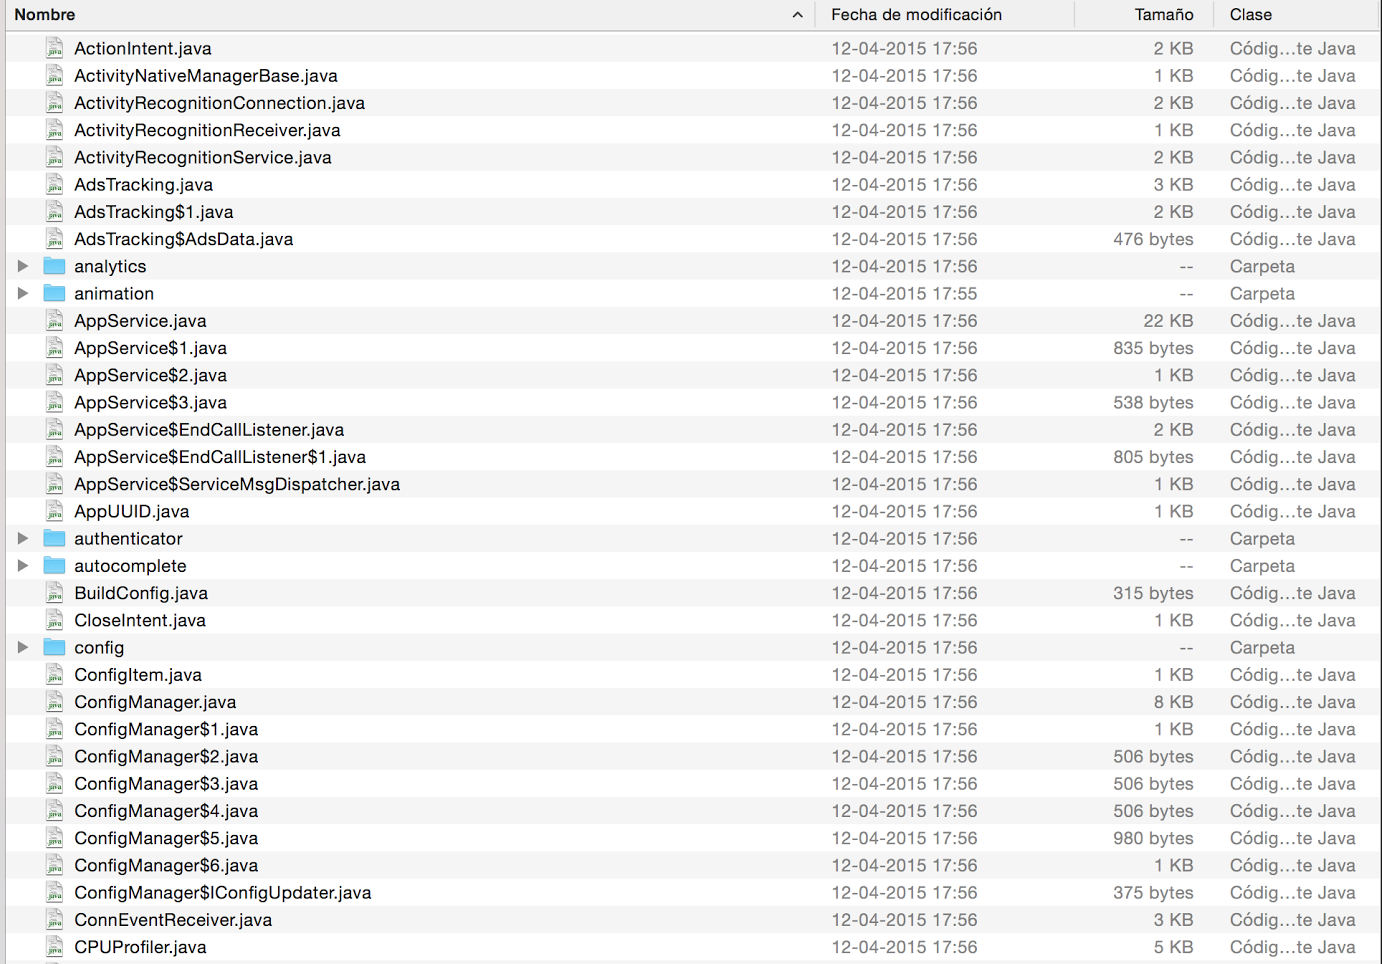 Nombre Fecha de modificación Tamaño Clase
ActionIntent.java 12-04-2015 17:56 2 KB Códig...te Java
ActivityNativeManagerBase.java 12-04-2015 17:56 1 KB Códig...te Java
ActivityRecognitionConnection.java 12-04-2015 17:56 2 KB Códig...te Java
ActivityRecognitionReceiver.java 12-04-2015 17:56 1 KB Códig...te Java
ActivityRecognitionService.java 12-04-2015 17:56 2 KB Códig...te Java
AdsTracking.java 12-04-2015 17:56 3 KB Códig...te Java
AdsTracking$1.java 12-04-2015 17:56 2 KB Códig...te Java
AdsTracking$AdsData.java 12-04-2015 17:56 476 bytes Códig...te Java
analytics 12-04-2015 17:56 -- Carpeta
animation 12-04-2015 17:55 -- Carpeta
AppService.java 12-04-2015 17:56 22 KB Códig...te Java
AppService$1.java 12-04-2015 17:56 835 bytes Códig...te Java
AppService$2.java 12-04-2015 17:56 1 KB Códig...te Java
AppService$3.java 12-04-2015 17:56 538 bytes Códig...te Java
AppService$EndCallListener.java 12-04-2015 17:56 2 KB Códig...te Java
AppService$EndCallListener$1.java 12-04-2015 17:56 805 bytes Códig...te Java
AppService$ServiceMsgDispatcher.java 12-04-2015 17:56 1 KB Códig...te Java
AppUUID.java 12-04-2015 17:56 1 KB Códig...te Java
authenticator 12-04-2015 17:56 -- Carpeta
autocomplete 12-04-2015 17:56 -- Carpeta
BuildConfig.java 12-04-2015 17:56 315 bytes Códig...te Java
CloseIntent.java 12-04-2015 17:56 1 KB Códig...te Java
config 12-04-2015 17:56 -- Carpeta
ConfigItem.java 12-04-2015 17:56 1 KB Códig...te Java
ConfigManager.java 12-04-2015 17:56 8 KB Códig...te Java
ConfigManager$1.java 12-04-2015 17:56 1 KB Códig...te Java
ConfigManager$2.java 12-04-2015 17:56 506 bytes Códig...te Java
ConfigManager$3.java 12-04-2015 17:56 506 bytes Códig...te Java
ConfigManager$4.java 12-04-2015 17:56 506 bytes Códig...te Java
ConfigManager$5.java 12-04-2015 17:56 980 bytes Códig...te Java
ConfigManager$6.java 12-04-2015 17:56 1 KB Códig...te Java
ConfigManager$IConfigUpdater.java 12-04-2015 17:56 375 bytes Códig...te Java
ConnEventReceiver.java 12-04-2015 17:56 3 KB Códig...te Java
CPUProfiler.java 12-04-2015 17:56 5 KB Códig...te Java